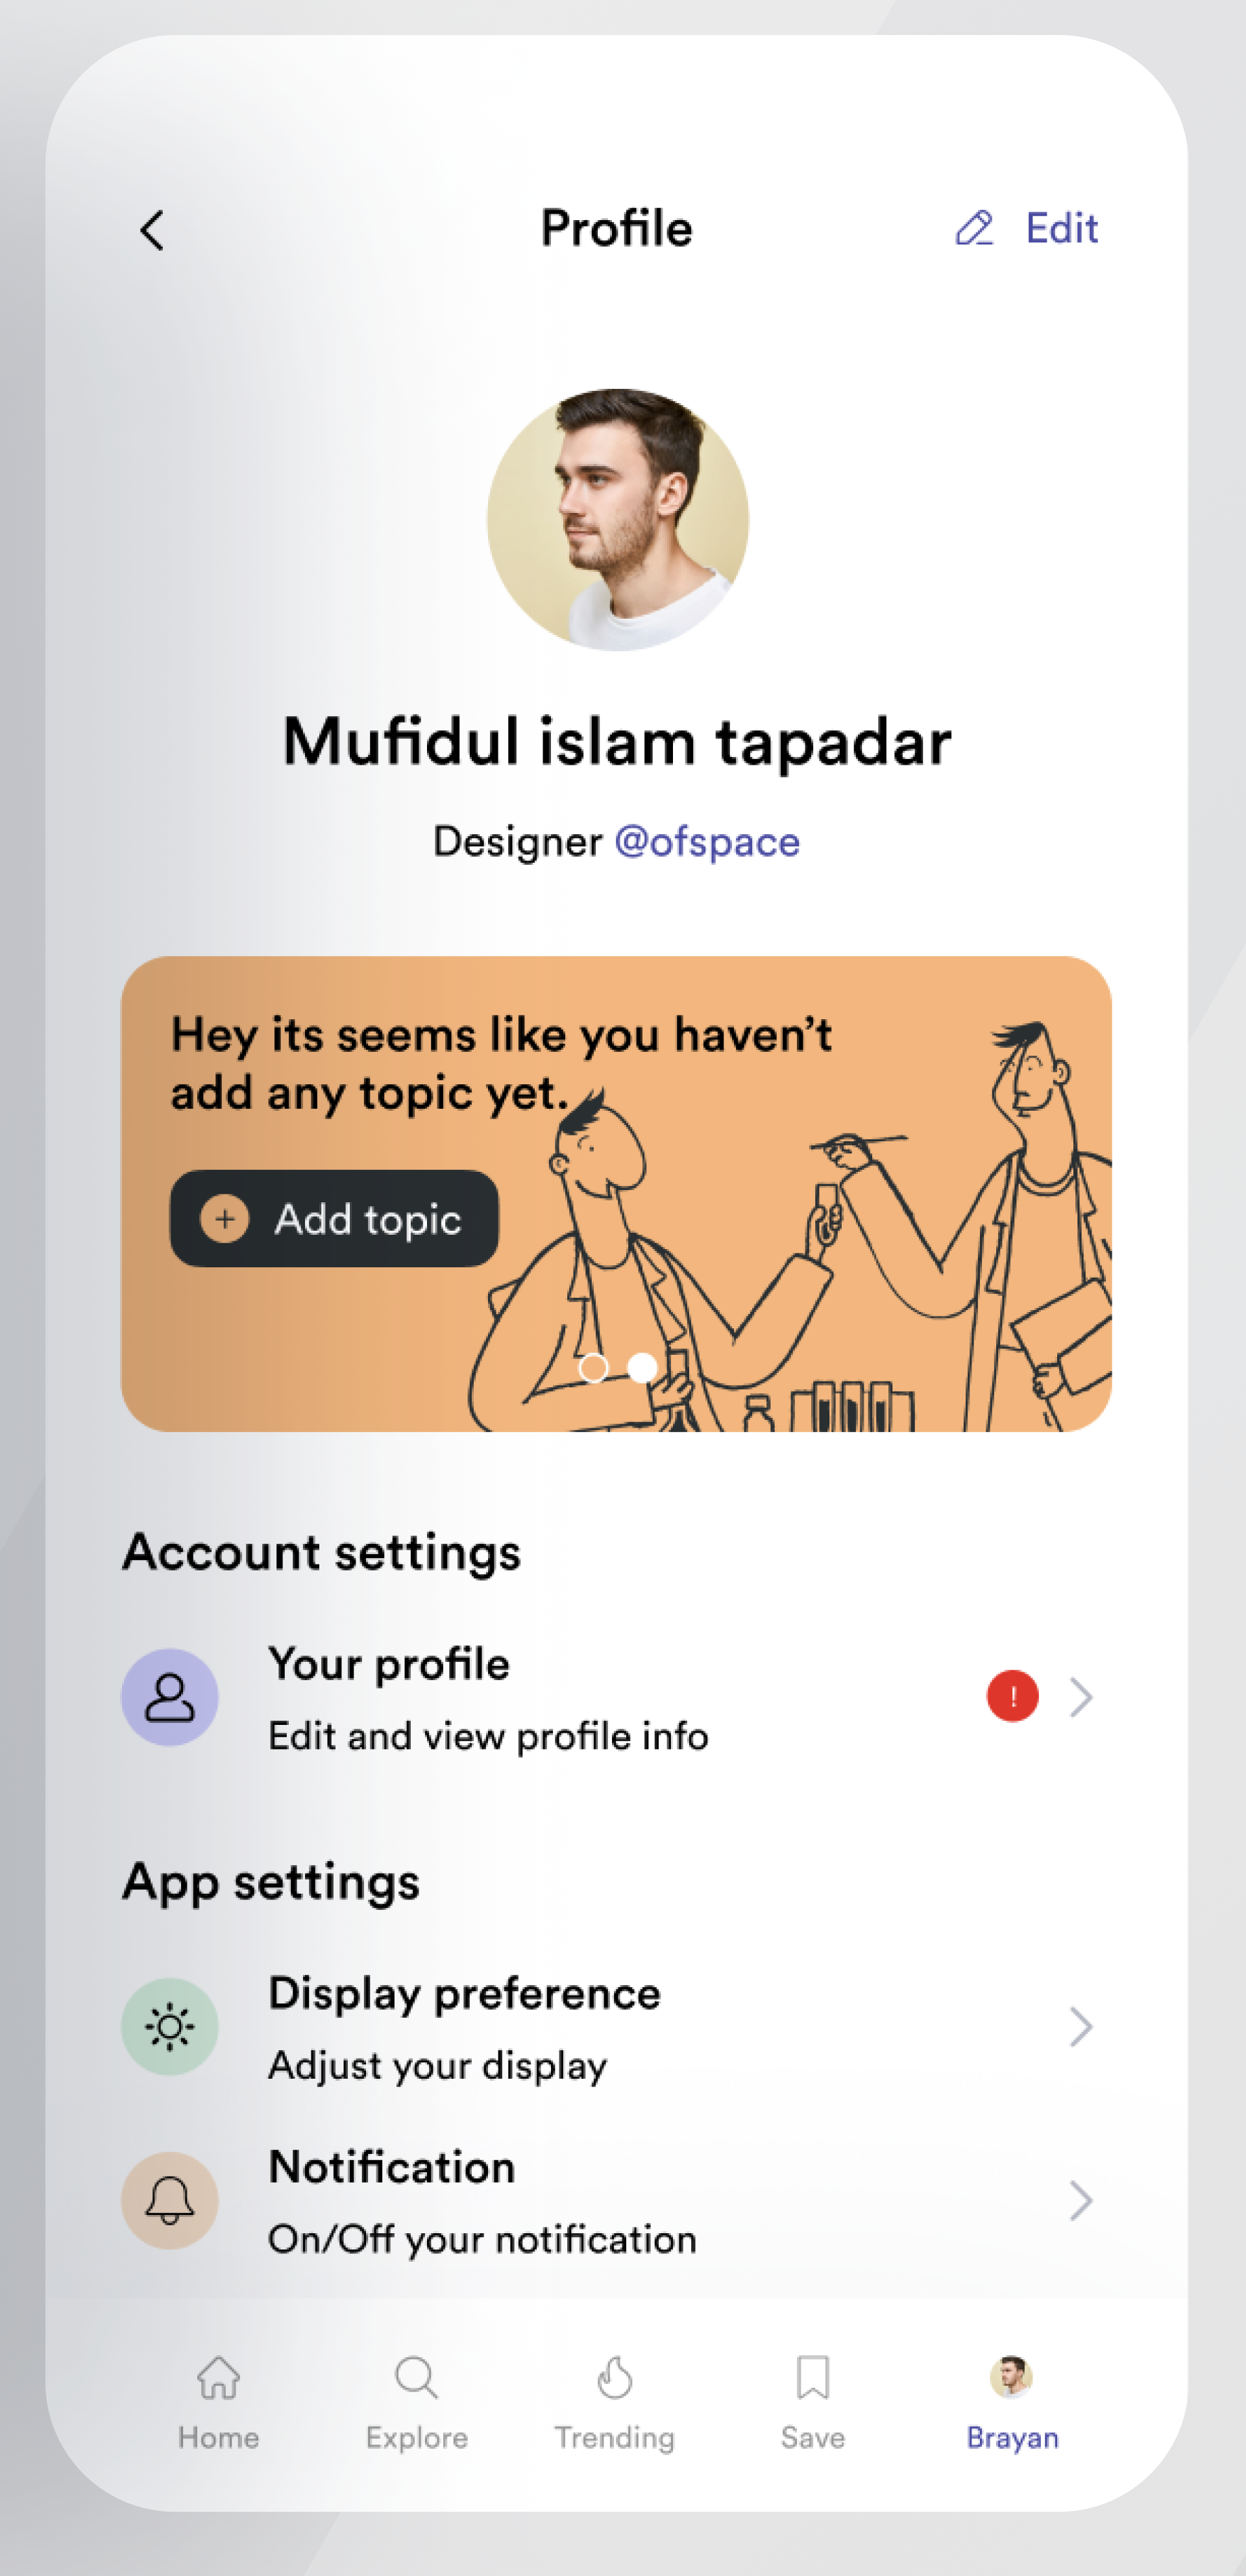 Profile
Edit
Mufidul islam tapadar
Designer @ofspace
Hey its seems like you haven’t
add any topic yet.
+ Add topic
Account settings
Your profile
Edit and view profile info
!
App settings
Display preference
Adjust your display
Notification
On/Off your notification
Home
Explore
Trending
Save
Brayan